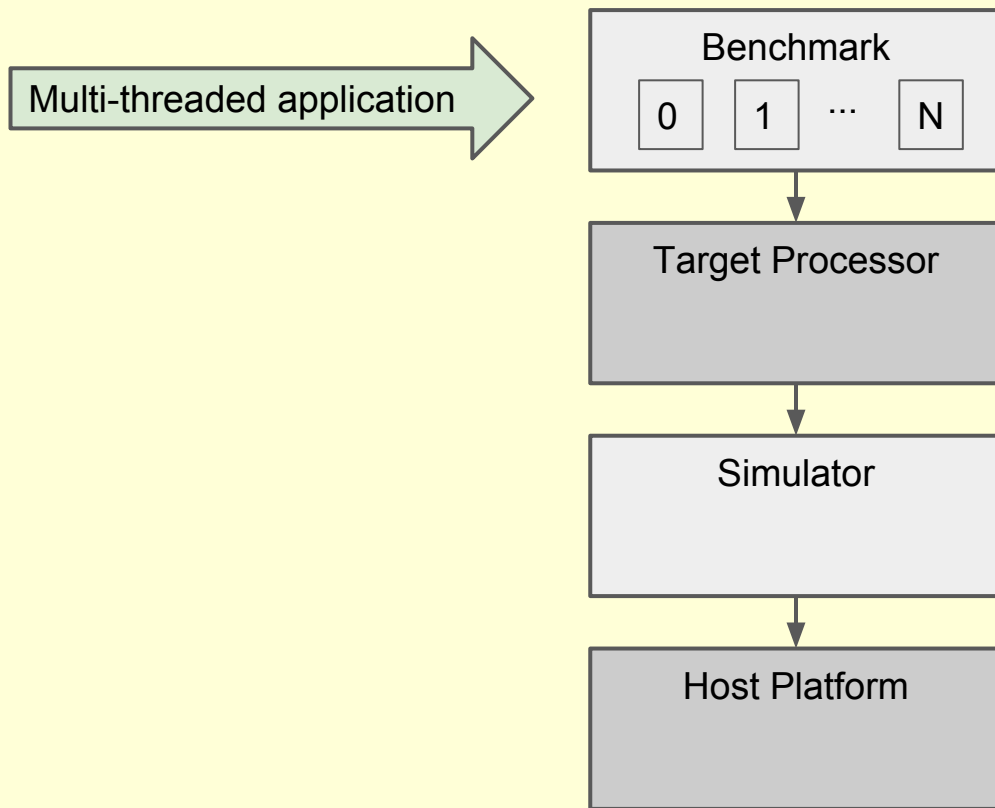 Benchmark
Multi-threaded application
0 1 ... N
Target Processor
Simulator
Host Platform